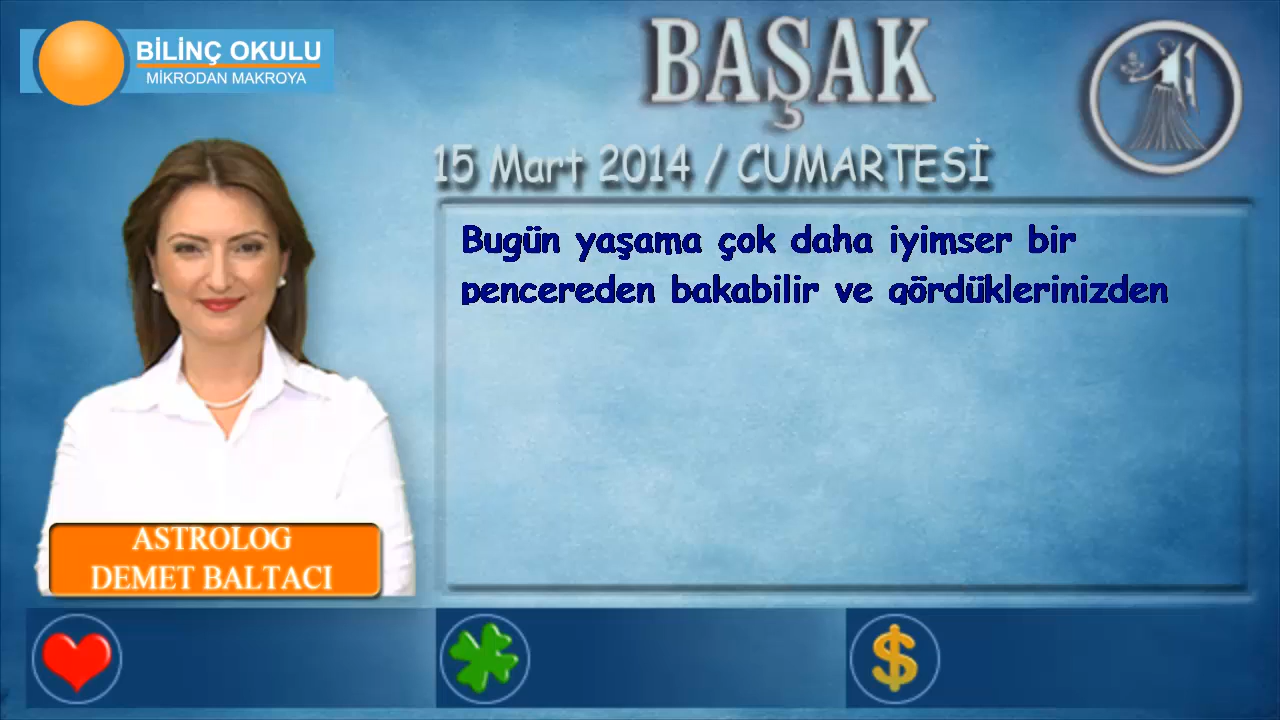 BİLİNÇ OKULU
MİKRODAN MAKROYA
BAŞAK
15 Mart 2014 / CUMARTESİ
Bugün yaşama çok daha iyimser bir
pencereden bakabilir ve gördüklerinizden
ASTROLOG
DEMET BALTACI
$